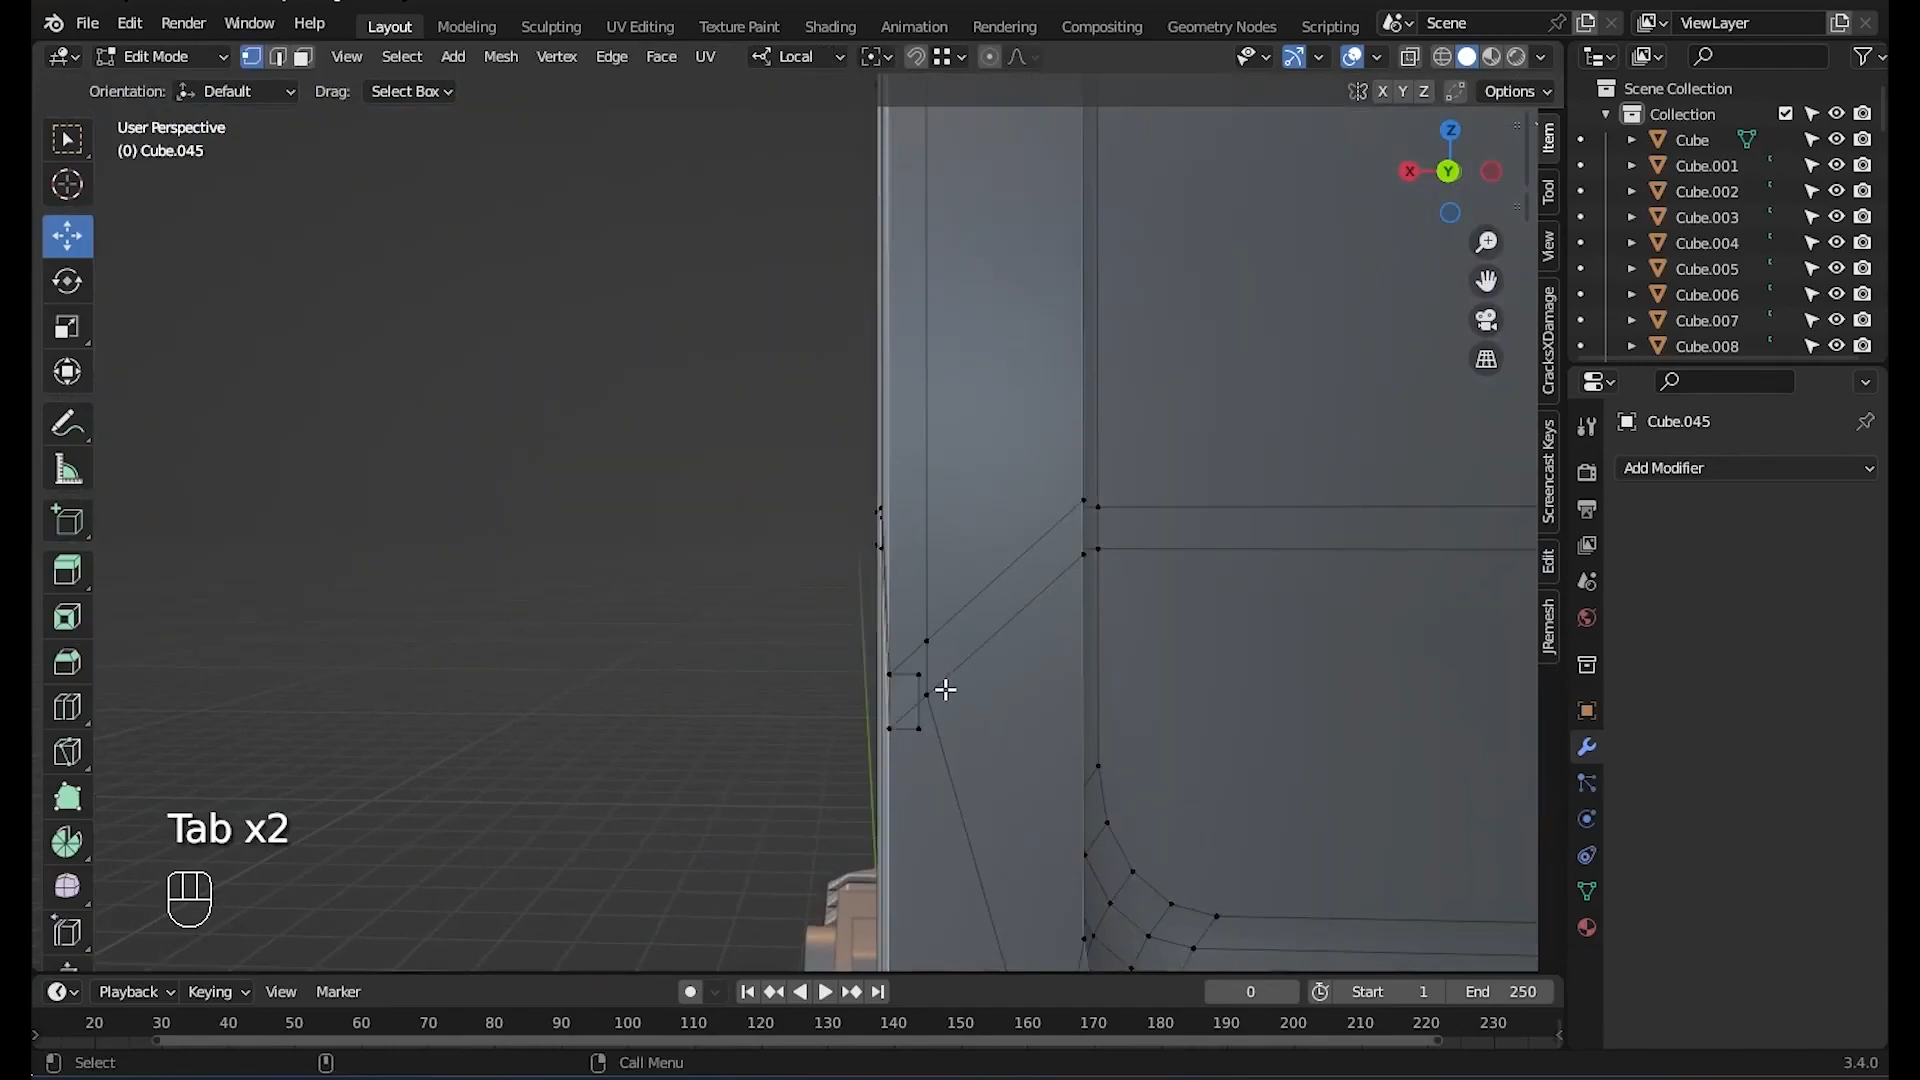 File Edit Render Window Help Layout Modeling Sculpting UV Editing Texture Paint Shading Animation Rendering Compositing Geometry Nodes Scripting Scene ViewLayer
Edit Mode View Select Add Mesh Vertex Edge Face UV Local
Orientation: Default Drag: Select Box X Y Z Options
User Perspective
(0) Cube.045
Z
X Y
Item
Tool
View
CracksXDamage
Screencast Keys
Edit
JRemesh
Scene Collection
Collection
Cube
Cube.001
Cube.002
Cube.003
Cube.004
Cube.005
Cube.006
Cube.007
Cube.008
Cube.045
Add Modifier
Tab x2
Playback Keying View Marker 0 Start 1 End 250
20 30 40 50 60 70 80 90 100 110 120 130 140 150 160 170 180 190 200 210 220 230
Select Call Menu 3.4.0